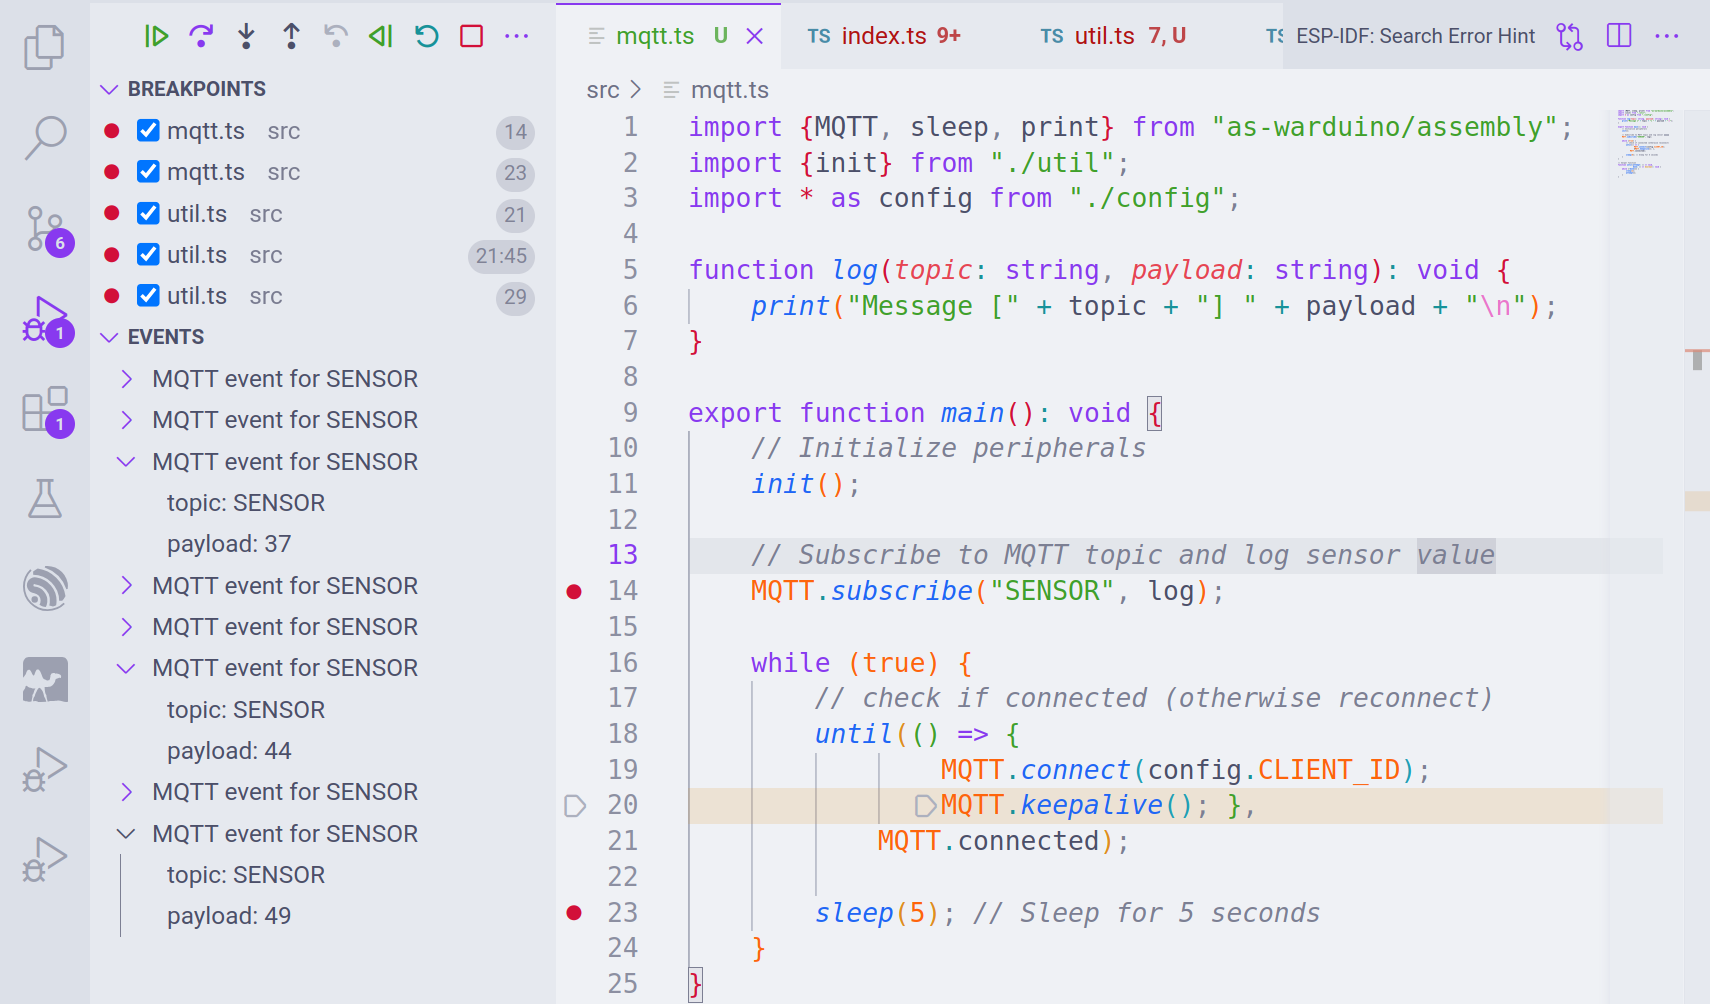 mqtt.ts U
TS index.ts 9+
TS util.ts 7, U
TS
ESP-IDF: Search Error Hint
BREAKPOINTS
mqtt.ts src 14
mqtt.ts src 23
util.ts src 21
util.ts src 21:45
util.ts src 29
EVENTS
MQTT event for SENSOR
MQTT event for SENSOR
MQTT event for SENSOR
topic: SENSOR
payload: 37
MQTT event for SENSOR
MQTT event for SENSOR
MQTT event for SENSOR
topic: SENSOR
payload: 44
MQTT event for SENSOR
MQTT event for SENSOR
topic: SENSOR
payload: 49
6
1
1
src > mqtt.ts
1 import {MQTT, sleep, print} from "as-warduino/assembly";
2 import {init} from "./util";
3 import * as config from "./config";
4
5 function log(topic: string, payload: string): void {
6 print("Message [" + topic + "] " + payload + "\n");
7 }
8
9 export function main(): void {
10 // Initialize peripherals
11 init();
12
13 // Subscribe to MQTT topic and log sensor value
14 MQTT.subscribe("SENSOR", log);
15
16 while (true) {
17 // check if connected (otherwise reconnect)
18 until(() => {
19 MQTT.connect(config.CLIENT_ID);
20 MQTT.keepalive(); },
21 MQTT.connected);
22
23 sleep(5); // Sleep for 5 seconds
24 }
25 }